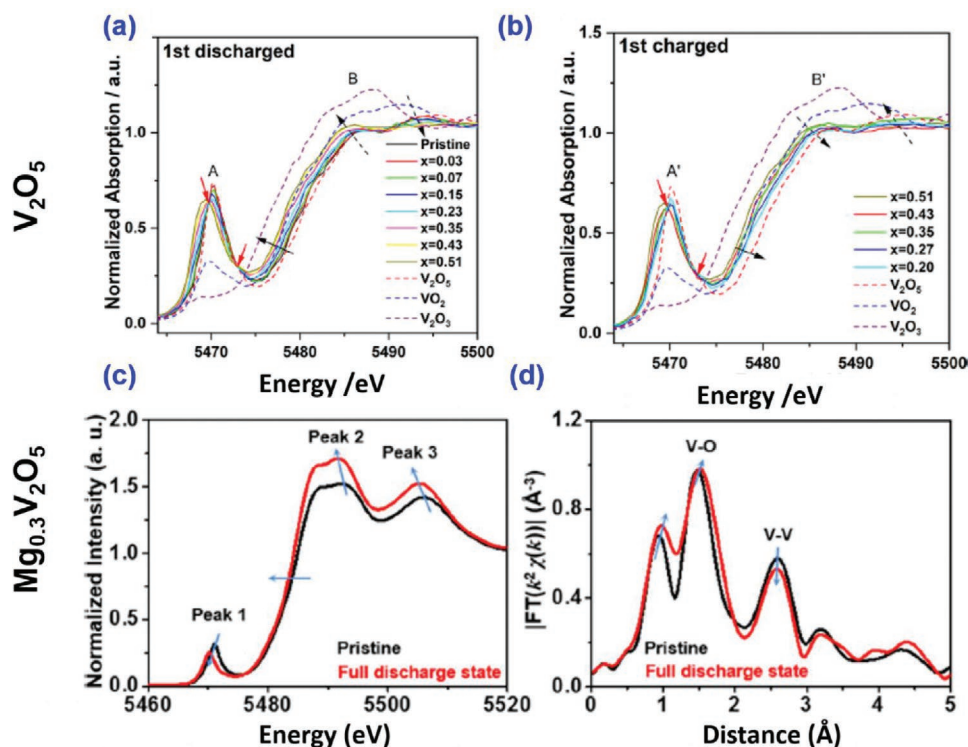 V₂O₅
(a)
1st discharged
Normalized Absorption / a.u.
1.0
0.5
0.0
A
B
Pristine
x=0.03
x=0.07
x=0.15
x=0.23
x=0.35
x=0.43
x=0.51
V₂O₅
VO₂
V₂O₃
5470 5480 5490 5500
Energy /eV
(b)
1st charged
Normalized Absorption / a.u.
1.5
1.0
0.5
0.0
A'
B'
x=0.51
x=0.43
x=0.35
x=0.27
x=0.20
V₂O₅
VO₂
V₂O₃
5470 5480 5490 5500
Energy /eV
Mg₀.₃V₂O₅
(c)
Normalized Intensity (a. u.)
2.0
1.5
1.0
0.5
0.0
Peak 1
Peak 2
Peak 3
Pristine
Full discharge state
5460 5480 5500 5520
Energy (eV)
(d)
|FT(k²χ(k))| (Å⁻³)
1.2
0.9
0.6
0.3
0.0
V-O
V-V
Pristine
Full discharge state
0 1 2 3 4 5
Distance (Å)